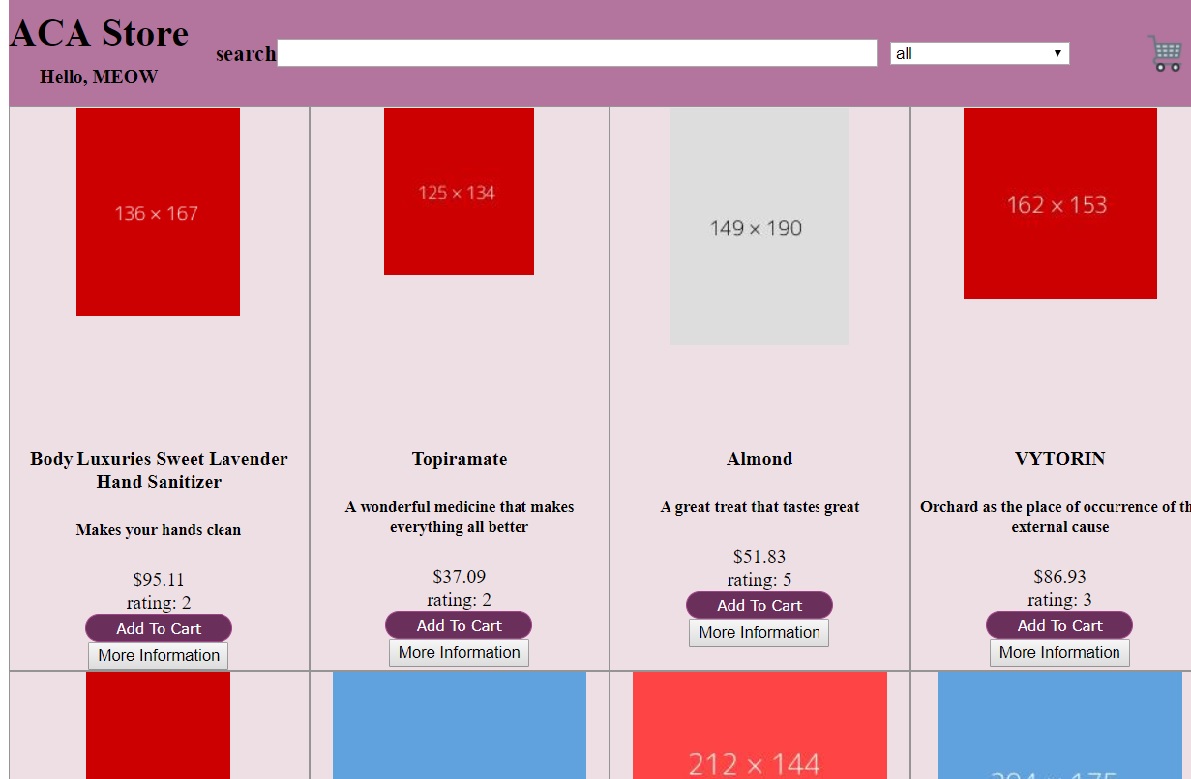 ACA Store
Hello, MEOW
search
all
136 × 167
125 × 134
149 × 190
162 × 153
Body Luxuries Sweet Lavender
Hand Sanitizer
Makes your hands clean
$95.11
rating: 2
Add To Cart
More Information
Topiramate
A wonderful medicine that makes
everything all better
$37.09
rating: 2
Add To Cart
More Information
Almond
A great treat that tastes great
$51.83
rating: 5
Add To Cart
More Information
VYTORIN
Orchard as the place of occurrence of th
external cause
$86.93
rating: 3
Add To Cart
More Information
212 × 144